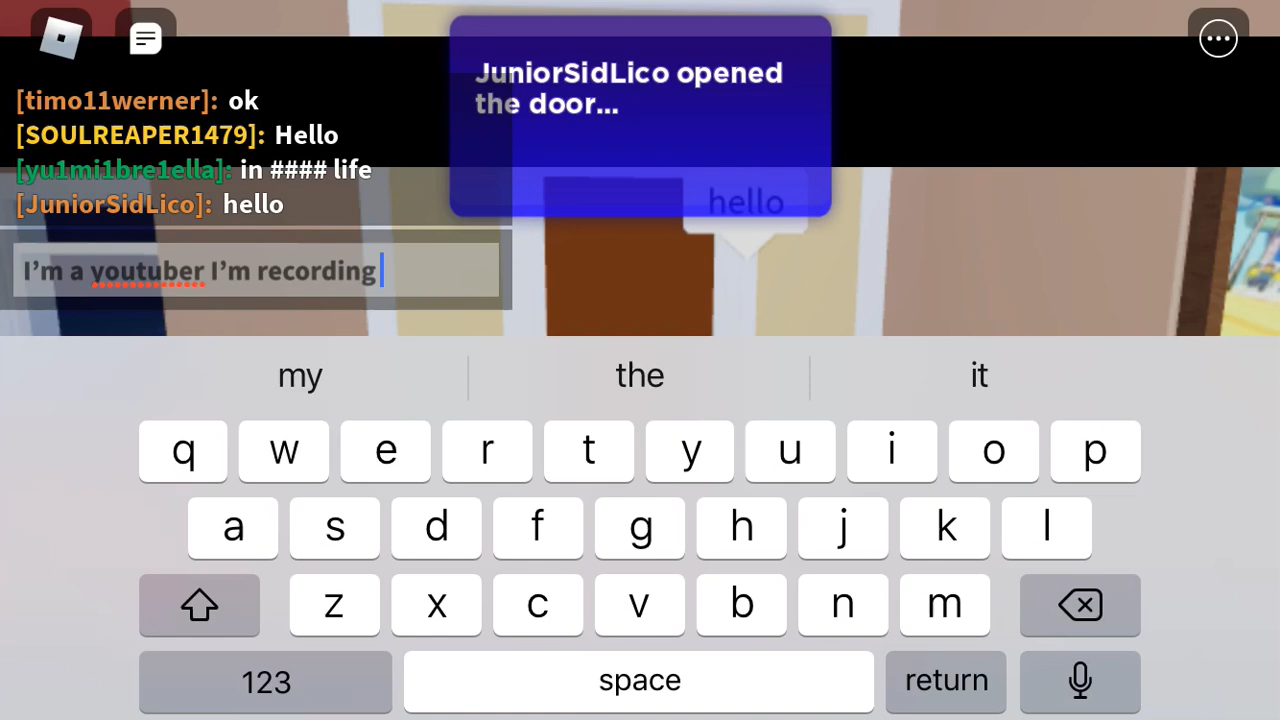 JuniorSidLico opened
the door...
[timo11werner]: ok
[SOULREAPER1479]: Hello
[yu1mi1bre1ella]: in #### life
[JuniorSidLico]: hello
hello
I'm a youtuber I'm recording
my the it
q w e r t y u i o p
a s d f g h j k l
z x c v b n m
123 space return